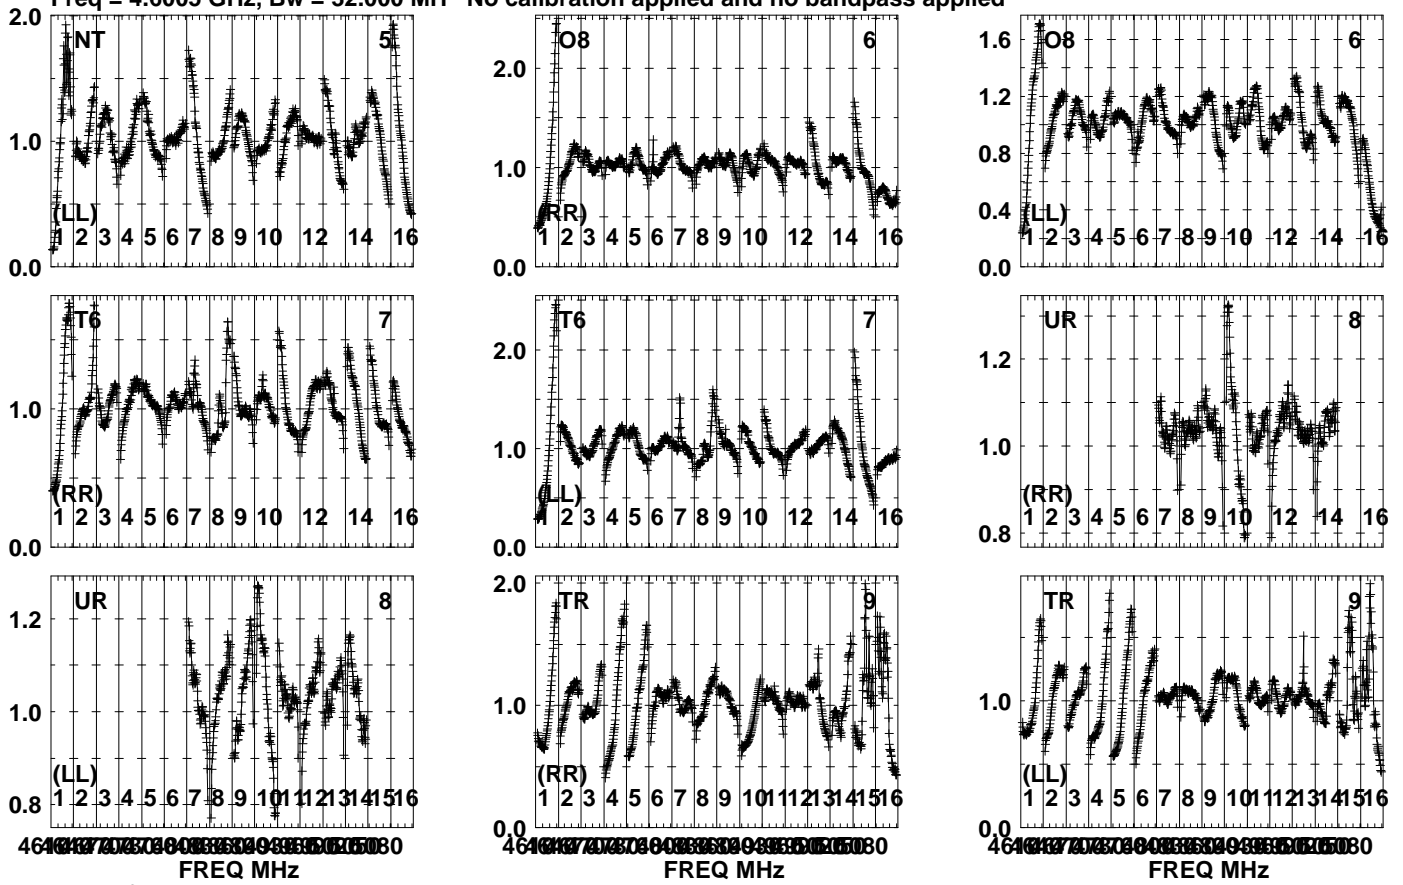 Freq = 4.6005 GHz, Bw = 32.000 MH No calibration applied and no bandpass applied
2.0 NT 5
1.0
(LL)
1 2 3 4 5 6 7 8 9 10 12 14 16
0.0
O8 6
2.0
1.0
(RR)
1 2 3 4 5 6 7 8 9 10 12 14 16
0.0
1.6 O8 6
1.2
0.8
0.4 (LL)
1 2 3 4 5 6 7 8 9 10 12 14 16
0.0
T6 7
1.0
(RR)
1 2 3 4 5 6 7 8 9 10 12 14 16
0.0
T6 7
2.0
1.0
(LL)
1 2 3 4 5 6 7 8 9 10 12 14 16
0.0
UR 8
1.2
1.0
(RR)
1 2 3 4 5 6 7 8 9 10 12 14 16
0.8
UR 8
1.2
1.0
(LL)
0.8 1 2 3 4 5 6 7 8 9 10 11 12 13 14 15 16
FREQ MHz
2.0 TR 9
1.0
(RR)
1 2 3 4 5 6 7 8 9 10 11 12 13 14 15 16
0.0
FREQ MHz
TR 9
1.0
(LL)
1 2 3 4 5 6 7 8 9 10 11 12 13 14 15 16
0.0
FREQ MHz